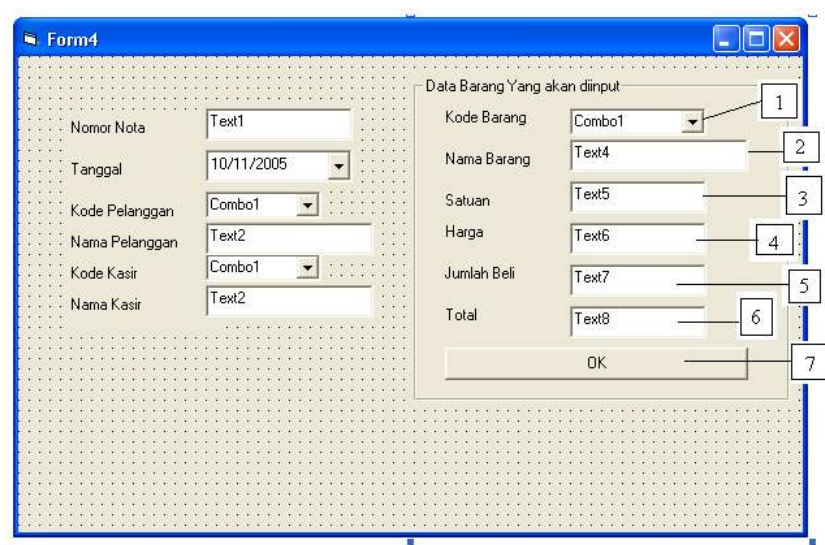 Form4
Nomor Nota Text1
Tanggal 10/11/2005
Kode Pelanggan Combo1
Nama Pelanggan Text2
Kode Kasir Combo1
Nama Kasir Text2
Data Barang Yang akan diinput
Kode Barang Combo1 1
Nama Barang Text4 2
Satuan Text5 3
Harga Text6 4
Jumlah Beli Text7 5
Total Text8 6
OK 7